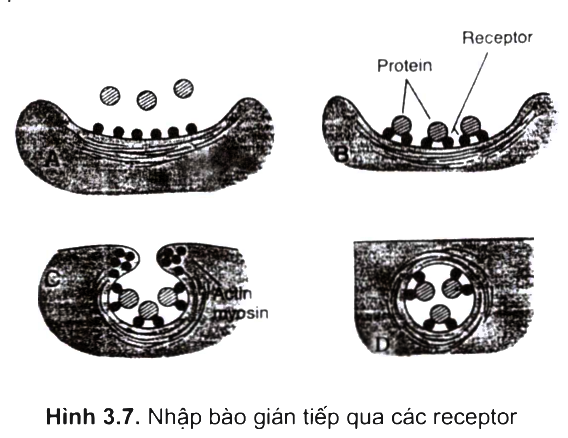 Receptor
Protein
A
B
C
Actin
myosin
D
Hình 3.7. Nhập bào gián tiếp qua các receptor